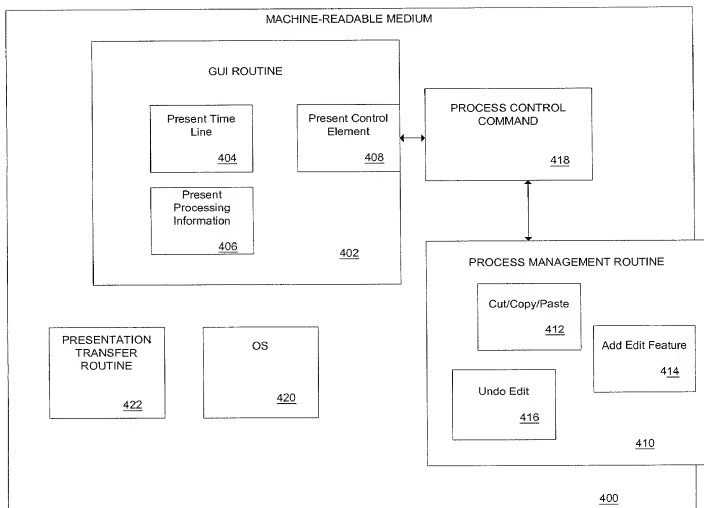 MACHINE-READABLE MEDIUM
GUI ROUTINE
Present Time
Line
404
Present Control
Element
408
Present
Processing
Information
406
402
PROCESS CONTROL
COMMAND
418
PROCESS MANAGEMENT ROUTINE
Cut/Copy/Paste
412
Add Edit Feature
414
Undo Edit
416
410
PRESENTATION
TRANSFER
ROUTINE
422
OS
420
400